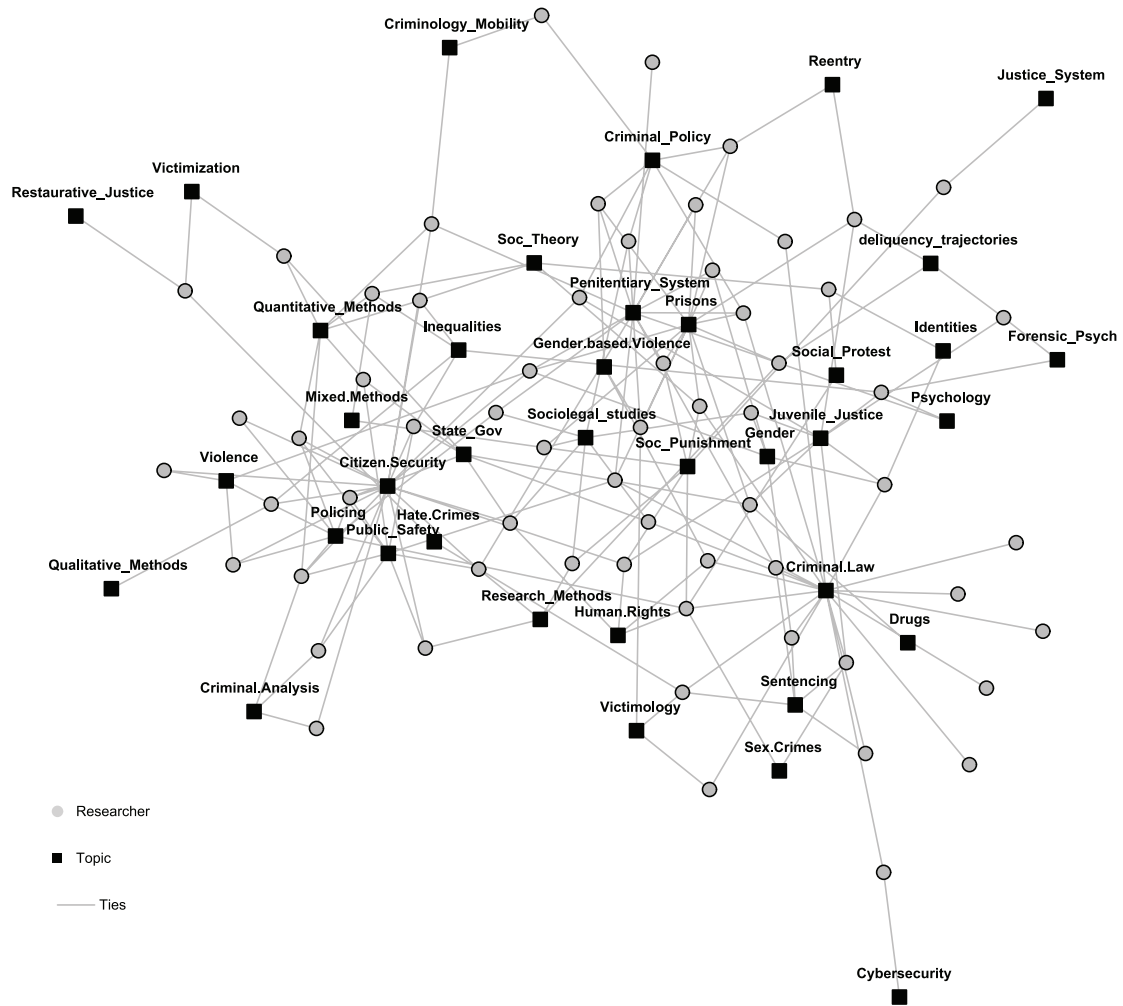 Criminology_Mobility
Reentry
Justice_System
Criminal_Policy
Victimization
Restaurative_Justice
Soc_Theory
deliquency_trajectories
Penitentiary_System
Quantitative_Methods
Prisons
Inequalities
Identities
Forensic_Psych
Gender.based.Violence
Social_Protest
Mixed.Methods
Psychology
Sociolegal_studies
Juvenile_Justice
State_Gov
Gender
Soc_Punishment
Violence
Citizen.Security
Policing
Hate.Crimes
Public_Safety
Qualitative_Methods
Criminal.Law
Research_Methods
Human.Rights
Drugs
Criminal.Analysis
Sentencing
Victimology
Sex.Crimes
Researcher
Topic
Ties
Cybersecurity